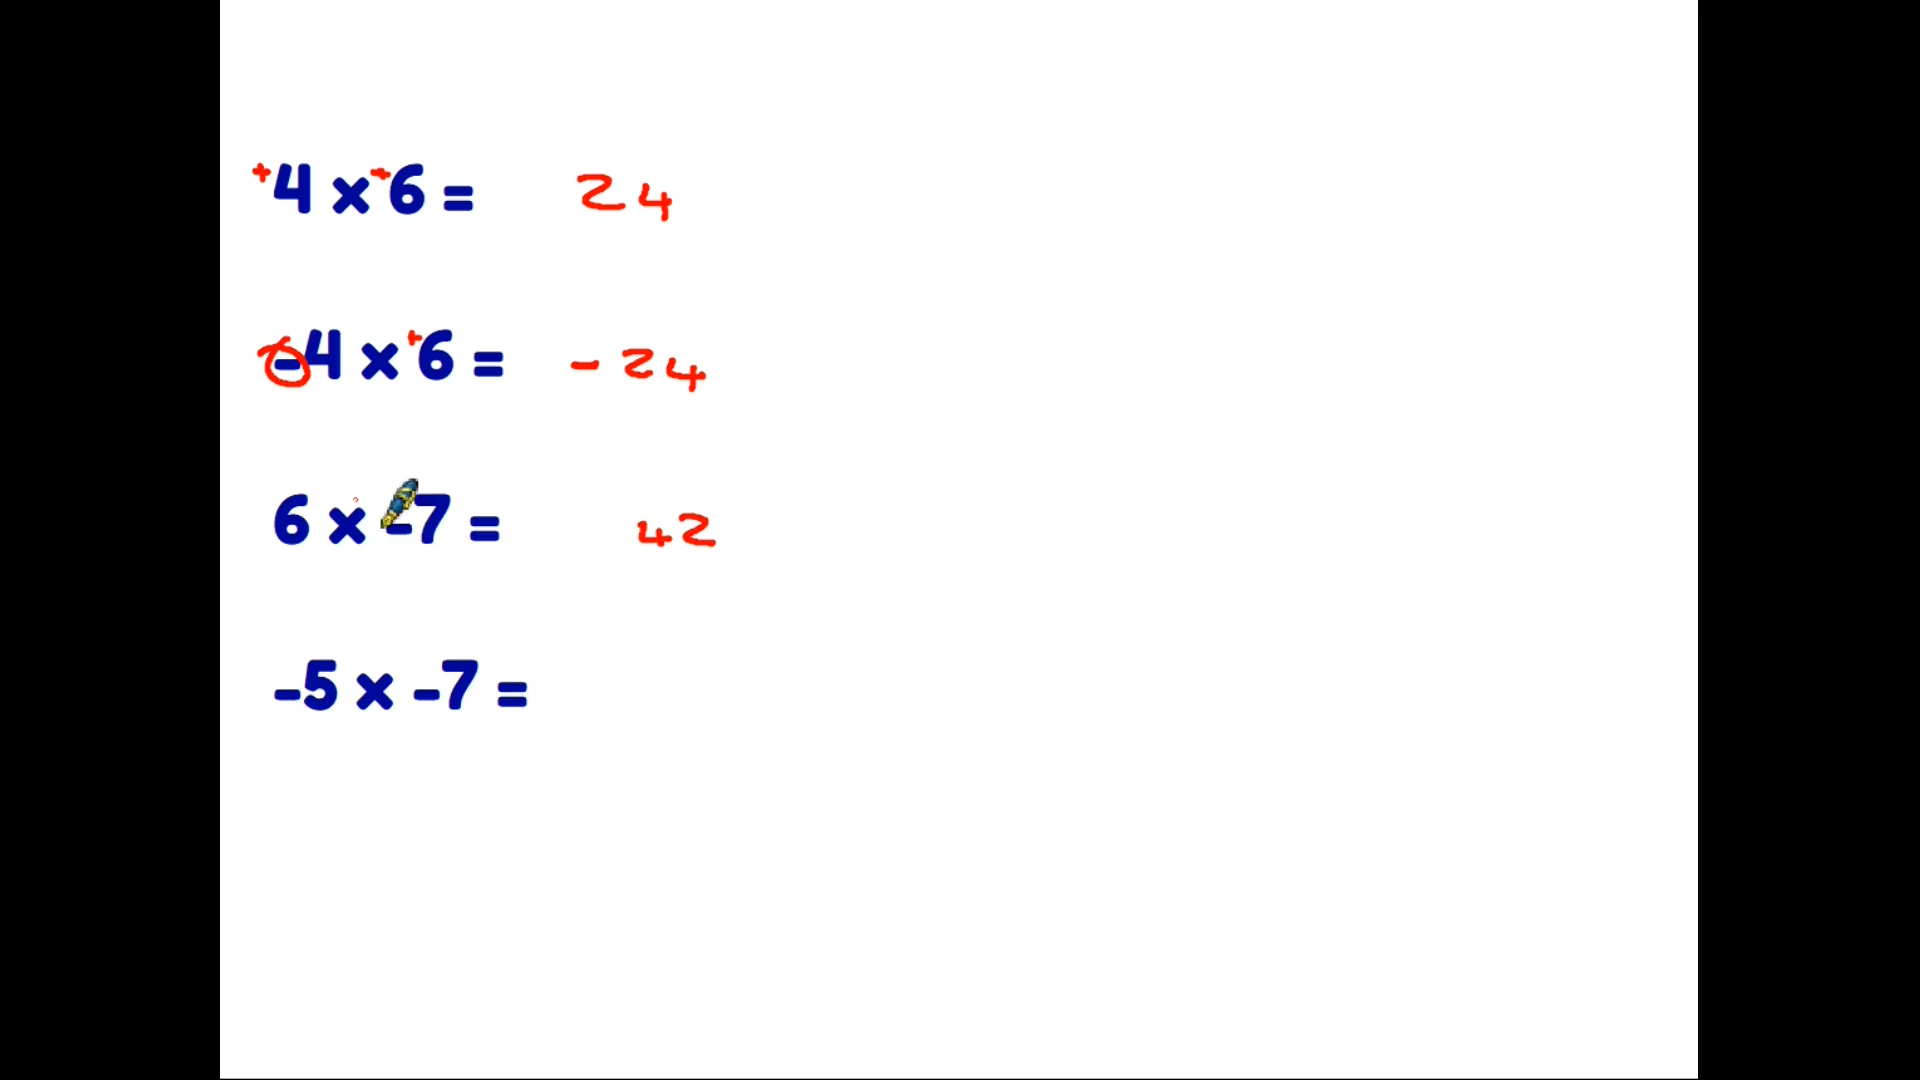 +4 x +6 = 24
-4 x +6 = - 24
6 x -7 = 42
-5 x -7 =